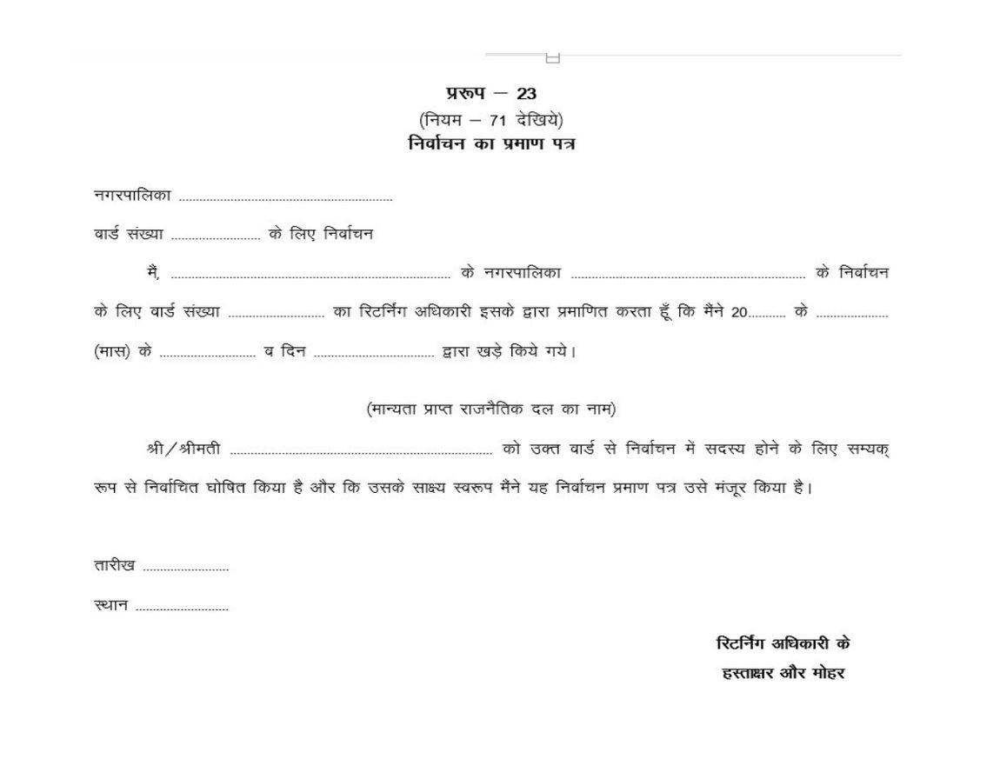 प्ररूप – 23
(नियम – 71 देखिये)
निर्वाचन का प्रमाण पत्र
नगरपालिका ..............................................................
वार्ड संख्या .......................... के लिए निर्वाचन
मैं, ................................................................................. के नगरपालिका .................................................................... के निर्वाचन
के लिए वार्ड संख्या ............................ का रिटर्निंग अधिकारी इसके द्वारा प्रमाणित करता हूँ कि मैंने 20........... के .....................
(मास) के ............................ व दिन ................................... द्वारा खड़े किये गये।
(मान्यता प्राप्त राजनैतिक दल का नाम)
श्री/श्रीमती ............................................................................ को उक्त वार्ड से निर्वाचन में सदस्य होने के लिए सम्यक्
रूप से निर्वाचित घोषित किया है और कि उसके साक्ष्य स्वरूप मैंने यह निर्वाचन प्रमाण पत्र उसे मंजूर किया है।
तारीख .........................
स्थान ...........................
रिटर्निंग अधिकारी के
हस्ताक्षर और मोहर